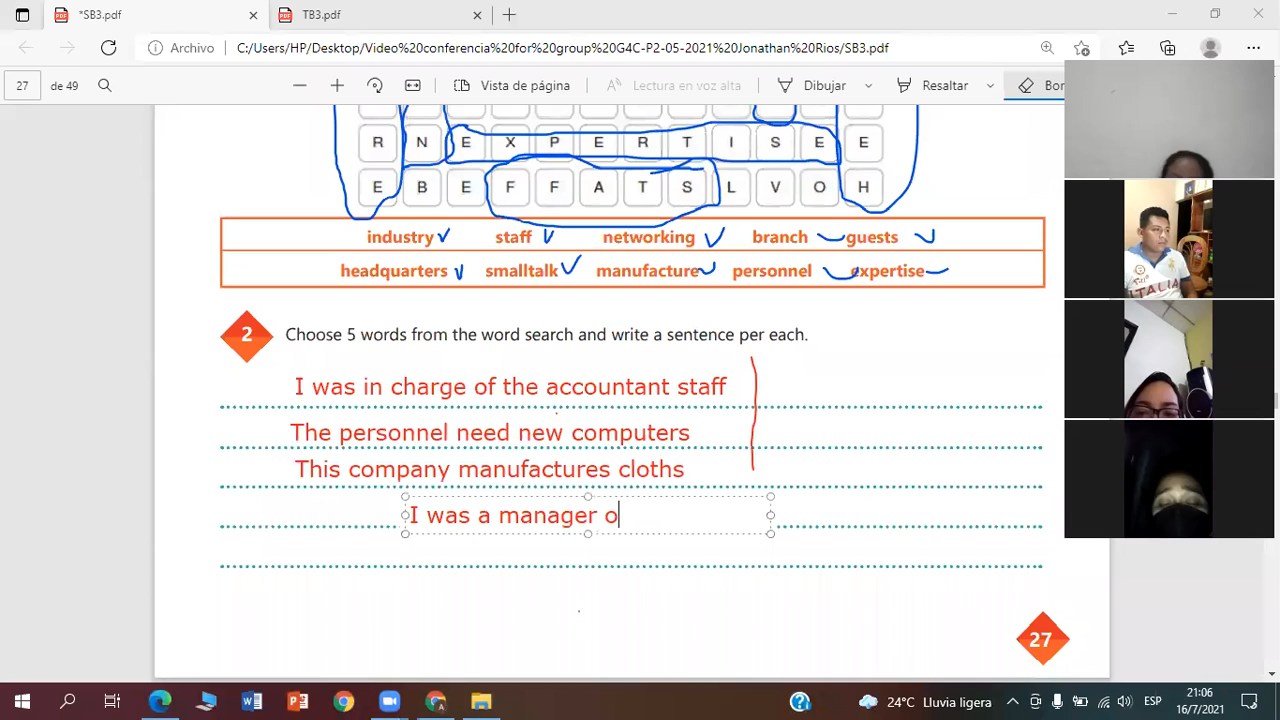 *SB3.pdf
TB3.pdf
Archivo C:/Users/HP/Desktop/Video%20conferencia%20for%20group%20G4C-P2-05-2021%20Jonathan%20Rios/SB3.pdf
27 de 49 Vista de página Lectura en voz alta Dibujar Resaltar Bor
R N E X P E R T I S E E
E B E F F A T S L V O H
industry staff networking branch guests
headquarters smalltalk manufacture personnel expertise
2 Choose 5 words from the word search and write a sentence per each.
I was in charge of the accountant staff
The personnel need new computers
This company manufactures cloths
I was a manager o
27
ITALIA
24°C Lluvia ligera ESP 21:06
16/7/2021